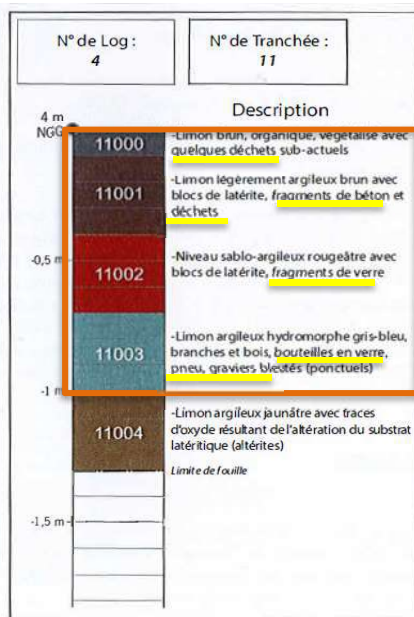 N° de Log :
4
N° de Tranchée :
11
Description
4 m
NGG
11000
-Limon brun, organique, végétalisé avec
quelques déchets sub-actuels
11001
-Limon légèrement argileux brun avec
blocs de latérite, fragments de béton et
déchets
-0,5 m
11002
-Niveau sablo-argileux rougeâtre avec
blocs de latérite, fragments de verre
11003
-Limon argileux hydromorphe gris-bleu,
branches et bois, bouteilles en verre,
pneu, graviers bleutés (ponctuels)
-1 m
11004
-Limon argileux jaunâtre avec traces
d'oxyde résultant de l'altération du substrat
latéritique (altérites)
Limite de fouille
-1,5 m